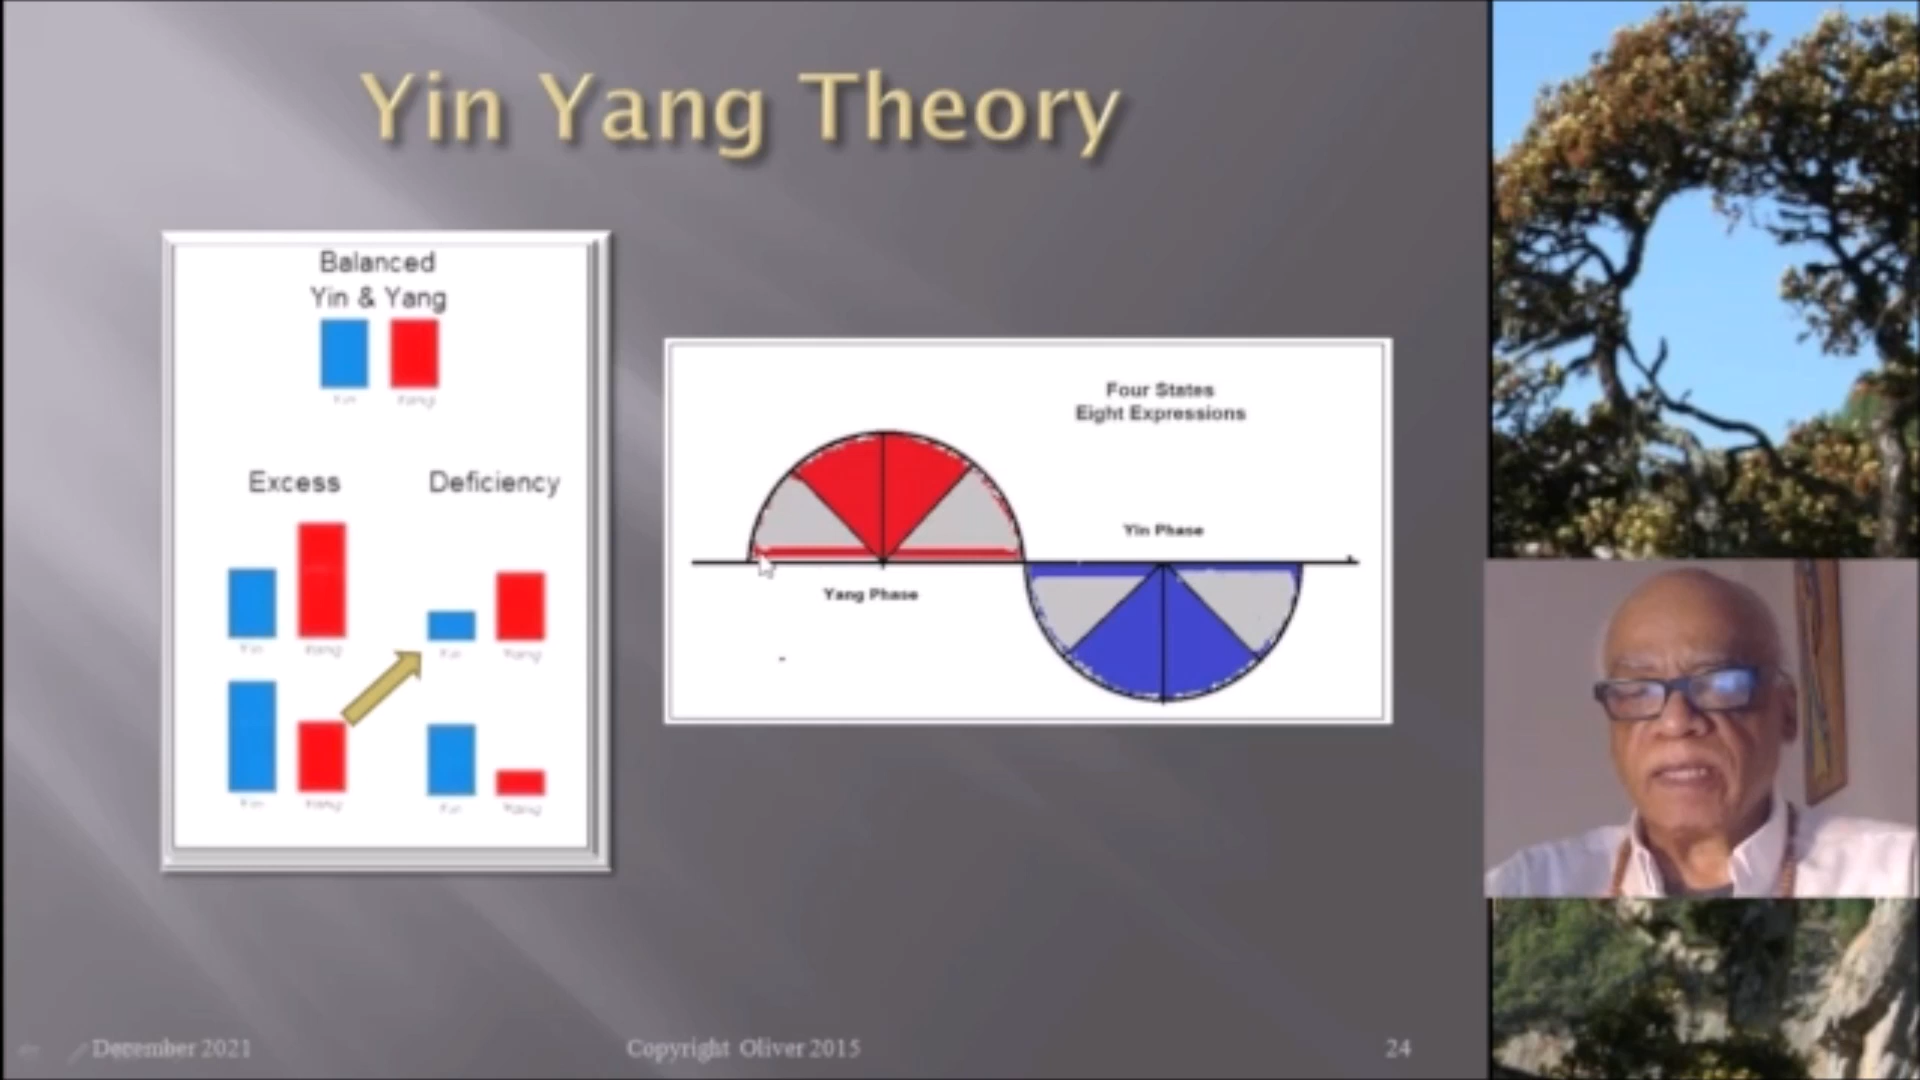 Yin Yang Theory
Balanced
Yin & Yang
Yin Yang
Excess
Deficiency
Yin Yang
Yin Yang
Yin Yang
Yin Yang
Four States
Eight Expressions
Yin Phase
Yang Phase
December 2021
Copyright Oliver 2015
24